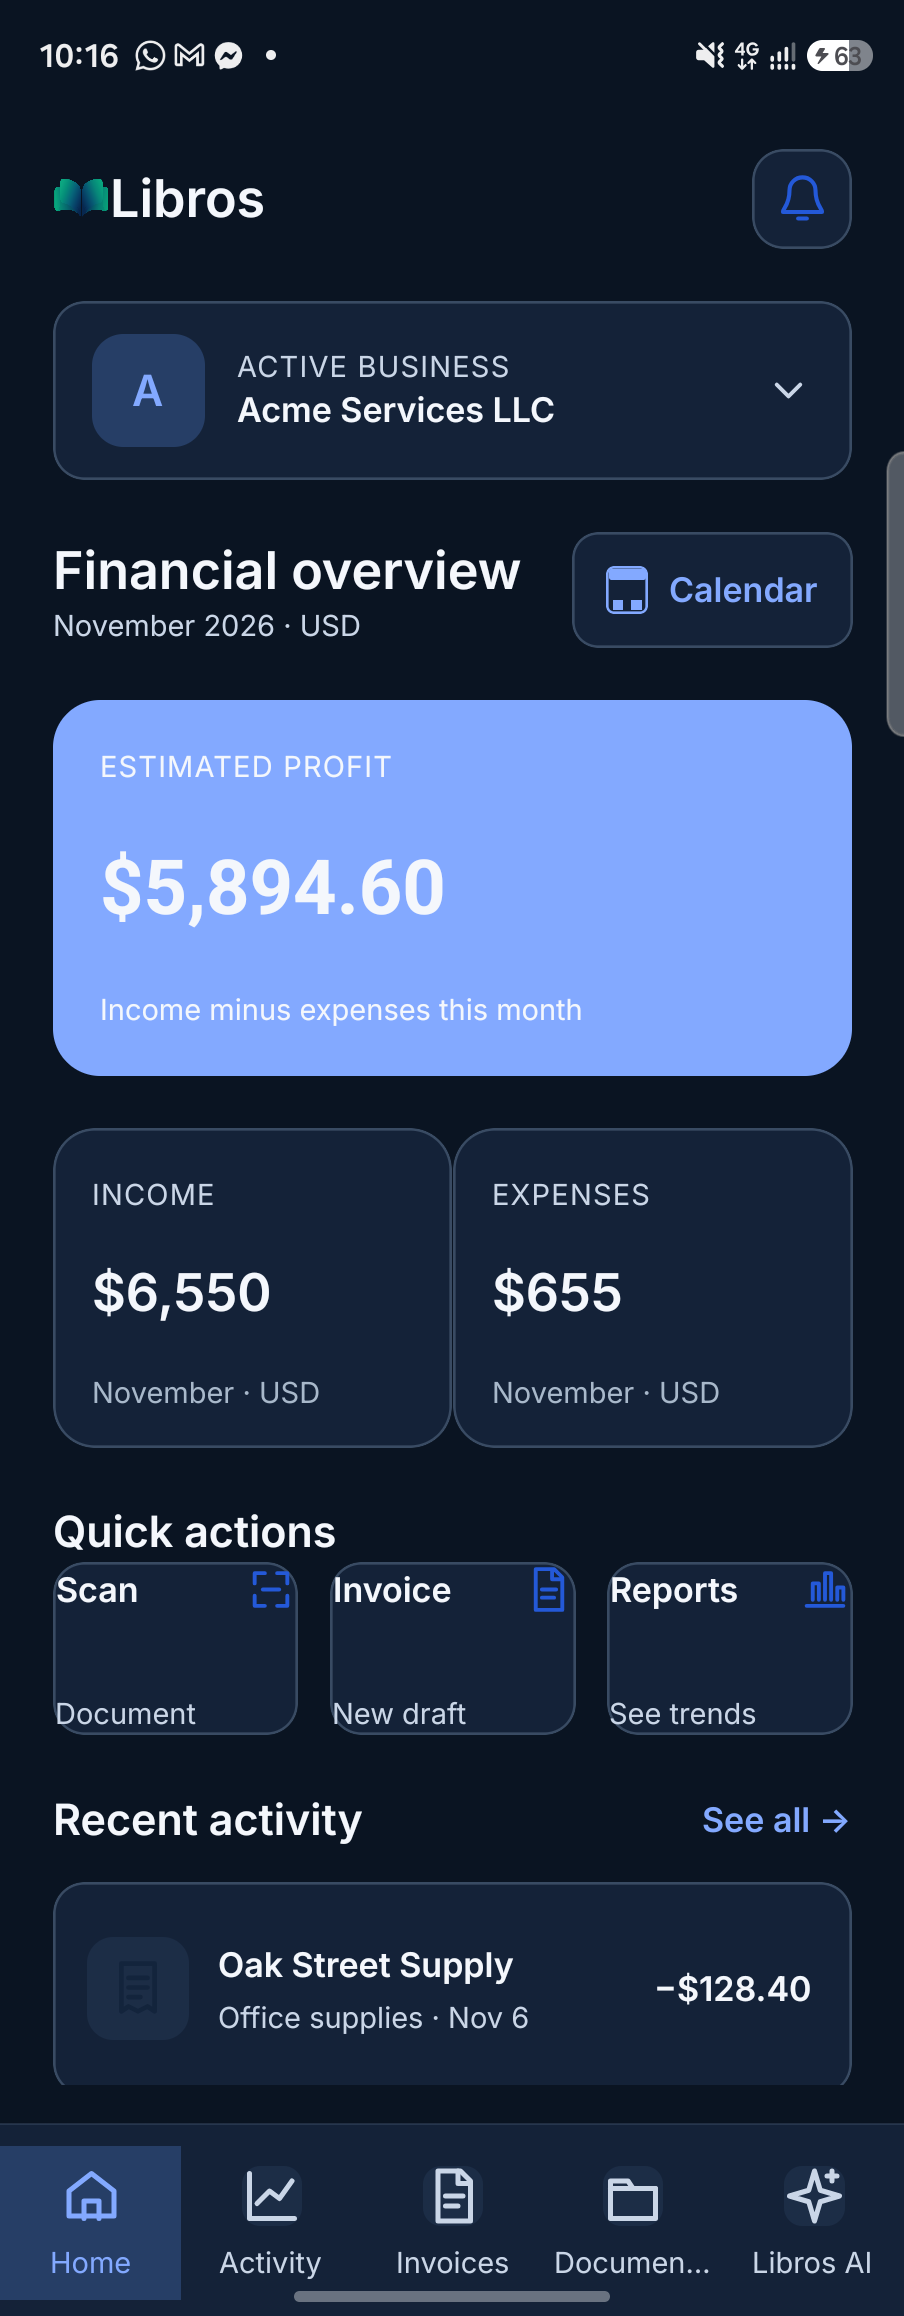 10:16
4G
63
Libros
A
ACTIVE BUSINESS
Acme Services LLC
Financial overview
November 2026 · USD
Calendar
ESTIMATED PROFIT
$5,894.60
Income minus expenses this month
INCOME
$6,550
November · USD
EXPENSES
$655
November · USD
Quick actions
Scan
Document
Invoice
New draft
Reports
See trends
Recent activity
See all →
Oak Street Supply
Office supplies · Nov 6
−$128.40
Home
Activity
Invoices
Documen...
Libros AI